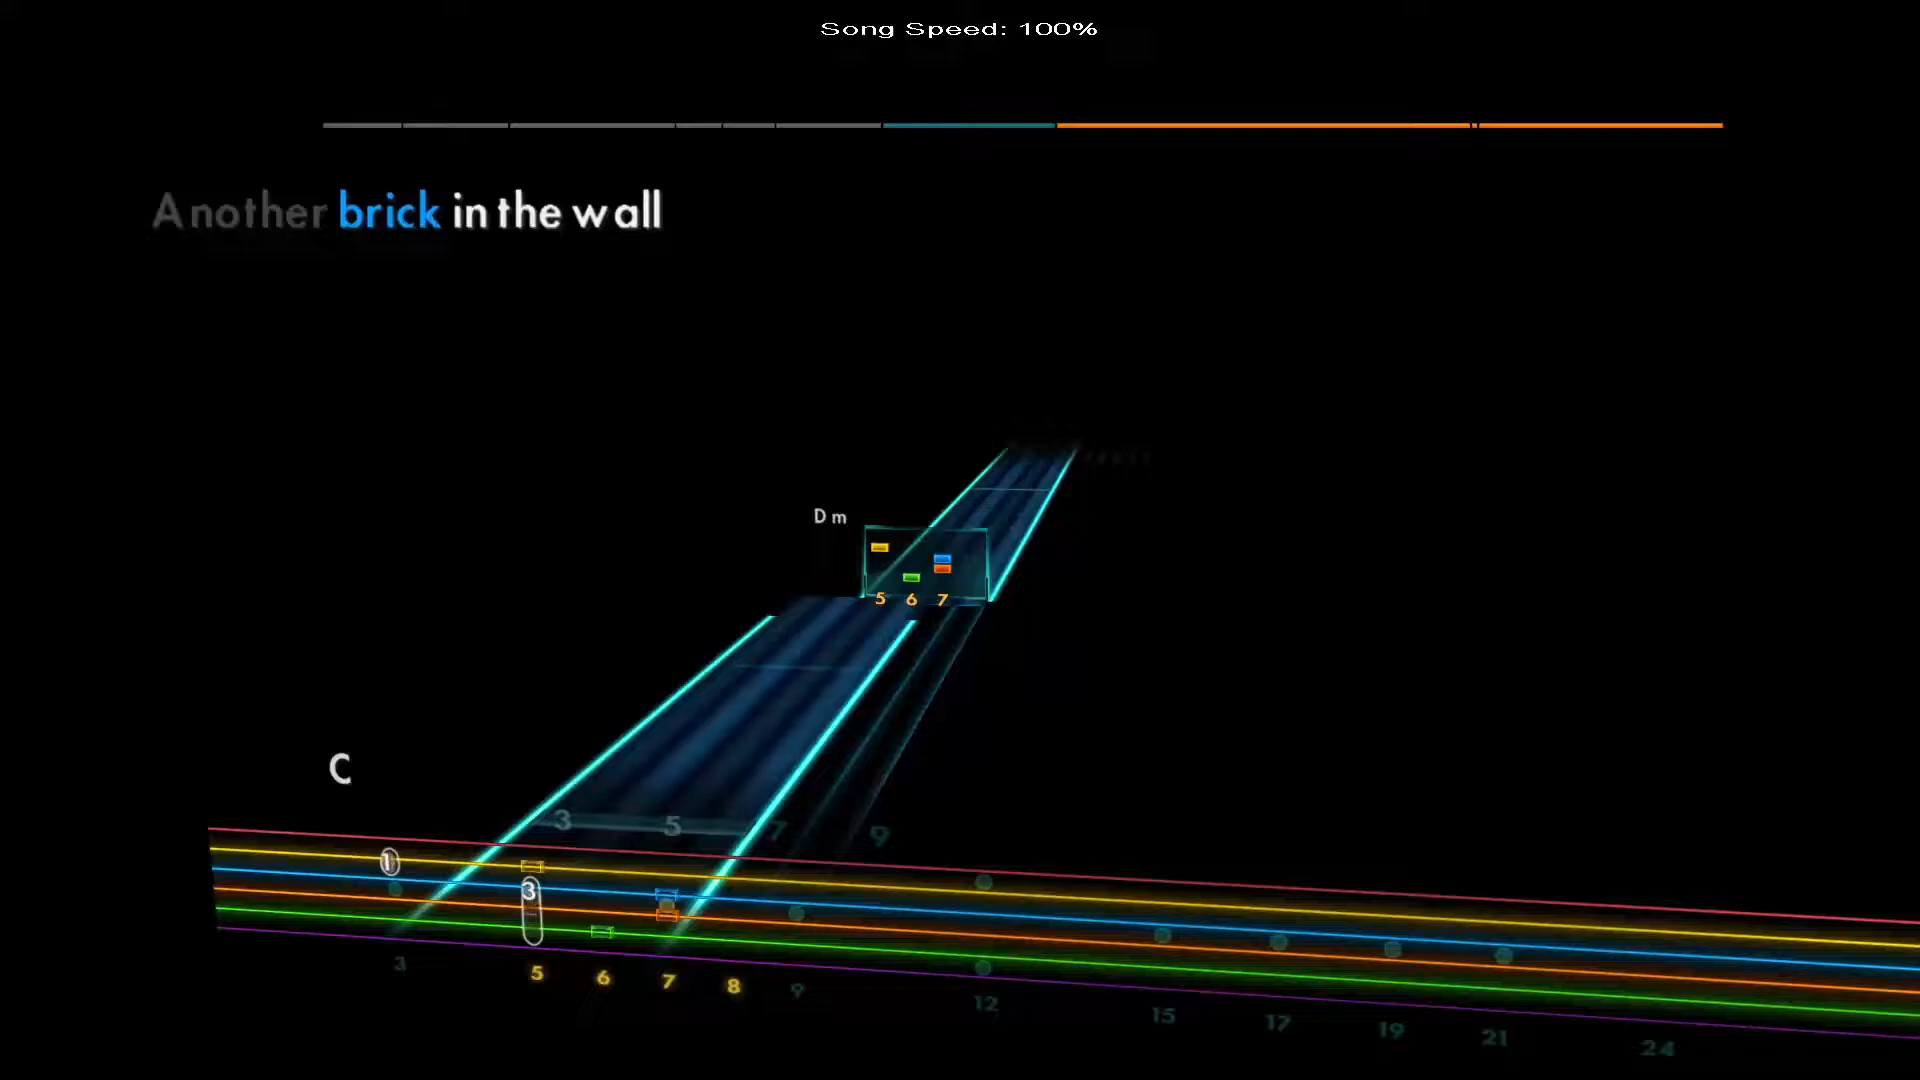 Song Speed: 100%
Another brick in the wall
D m
5 6 7
C
3 5 7 9
1
3
3 5 6 7 8 9 12 15 17 19 21 24